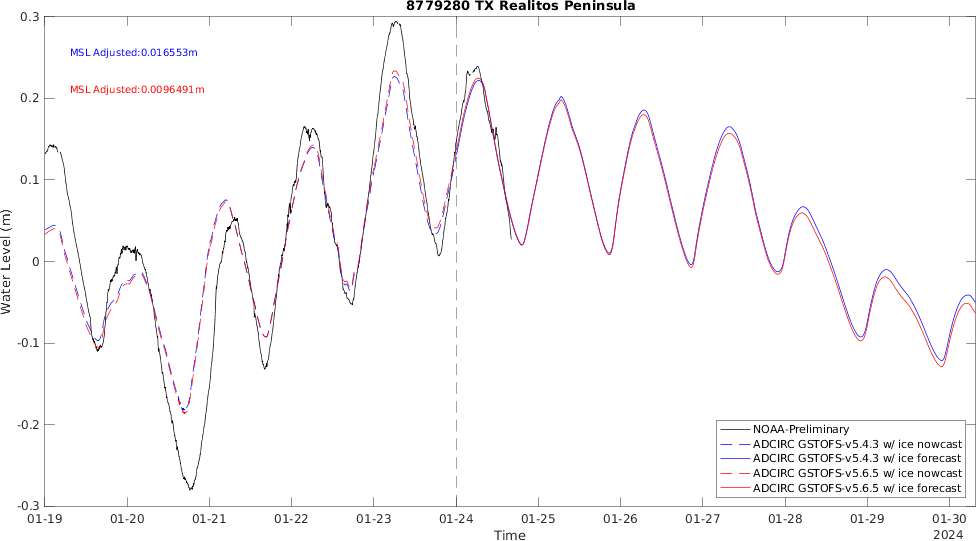 8779280 TX Realitos Peninsula
0.3
MSL Adjusted:0.016553m
MSL Adjusted:0.0096491m
0.2
0.1
0
-0.1
-0.2
-0.3
Water Level (m)
NOAA-Preliminary
ADCIRC GSTOFS-v5.4.3 w/ ice nowcast
ADCIRC GSTOFS-v5.4.3 w/ ice forecast
ADCIRC GSTOFS-v5.6.5 w/ ice nowcast
ADCIRC GSTOFS-v5.6.5 w/ ice forecast
01-19 01-20 01-21 01-22 01-23 01-24 01-25 01-26 01-27 01-28 01-29 01-30
Time
2024